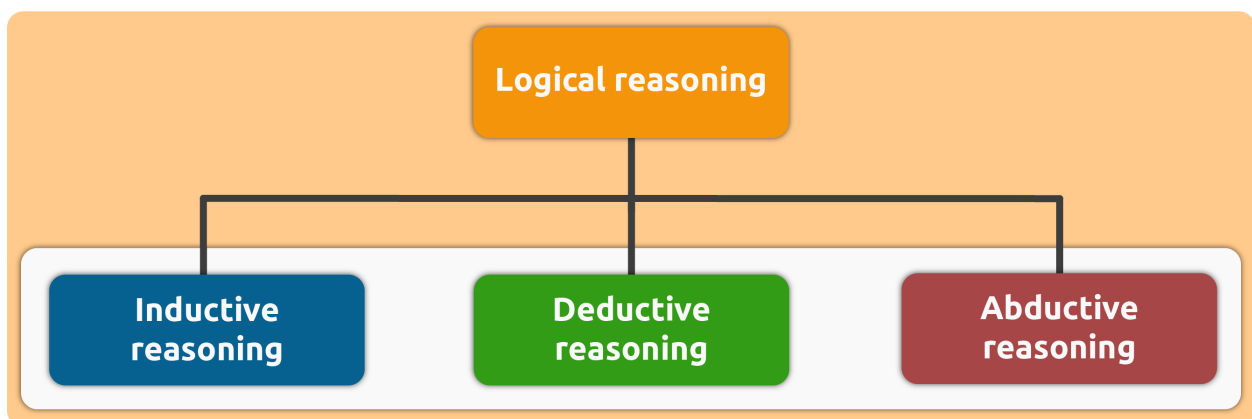 Logical reasoning
Inductive
reasoning
Deductive
reasoning
Abductive
reasoning